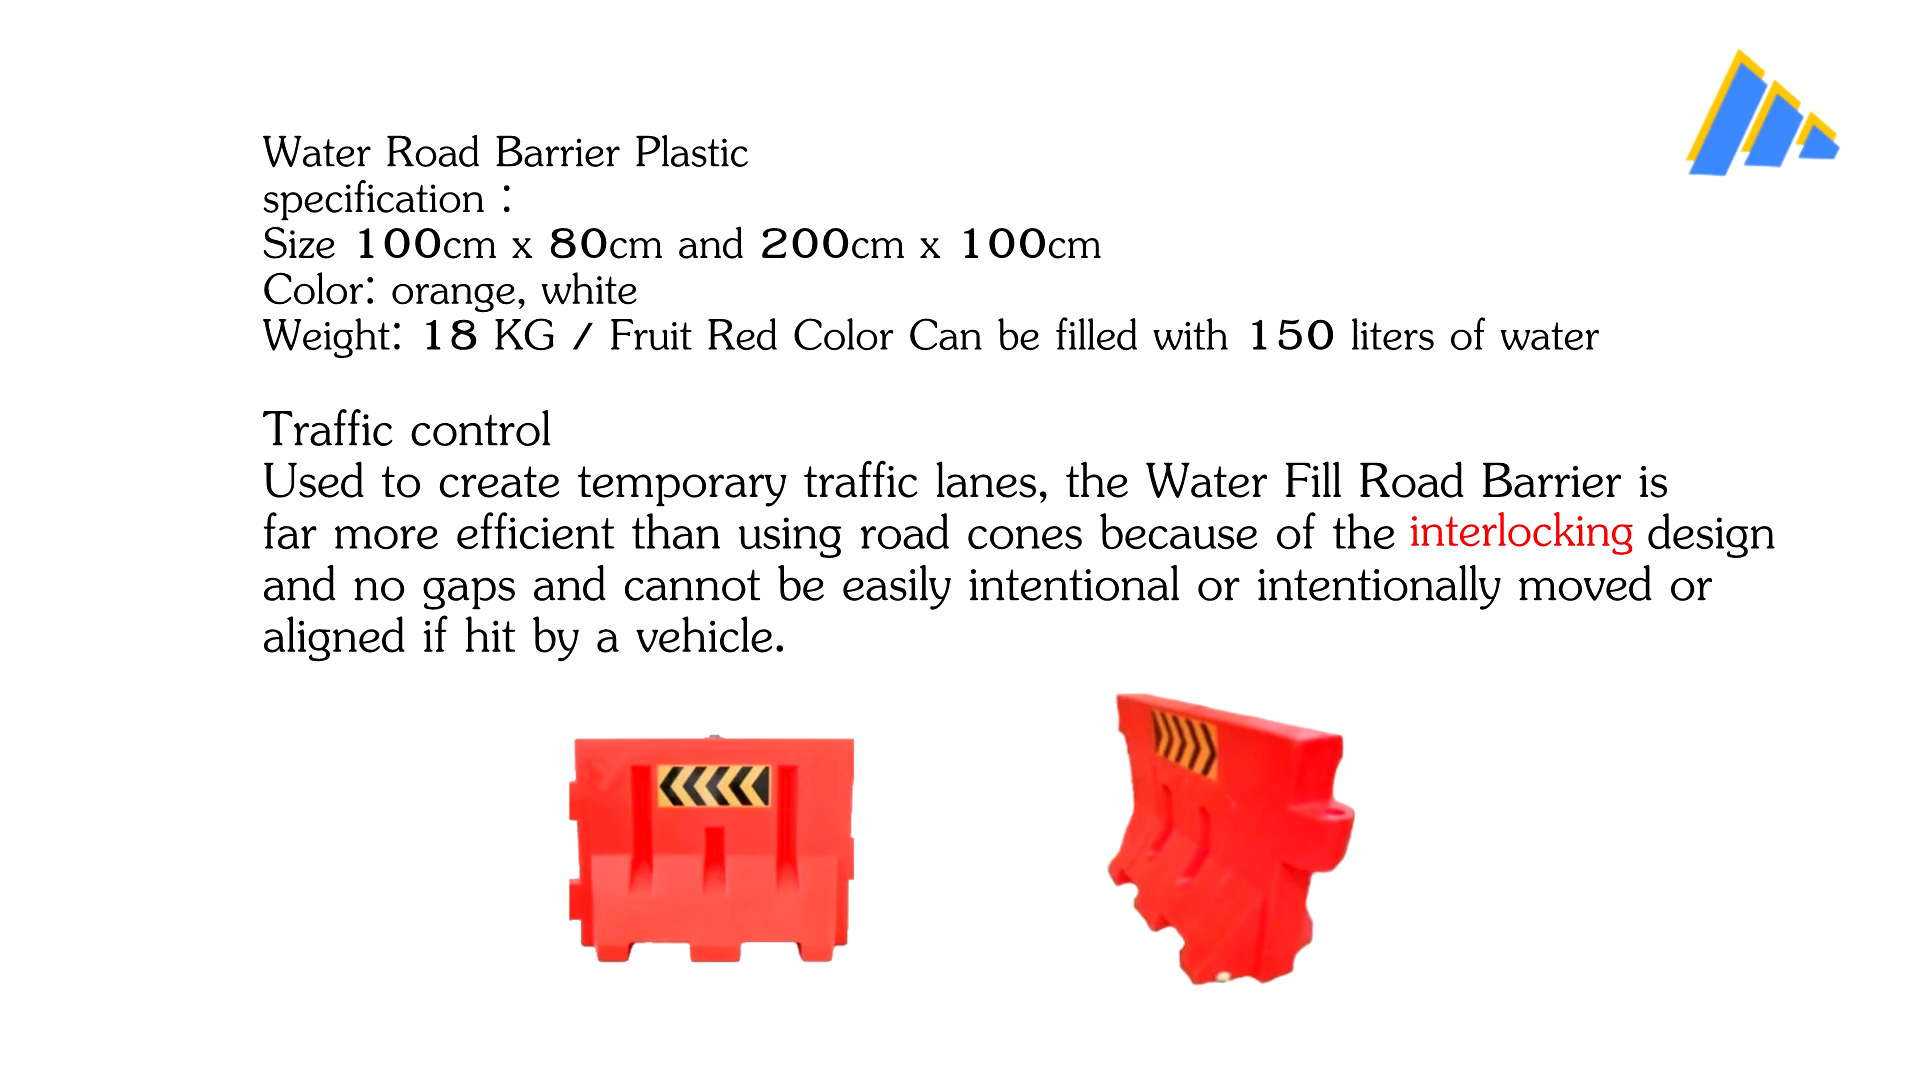 Water Road Barrier Plastic
specification :
Size 100cm x 80cm and 200cm x 100cm
Color: orange, white
Weight: 18 KG / Fruit Red Color Can be filled with 150 liters of water
Traffic control
Used to create temporary traffic lanes, the Water Fill Road Barrier is
far more efficient than using road cones because of the interlocking design
and no gaps and cannot be easily intentional or intentionally moved or
aligned if hit by a vehicle.